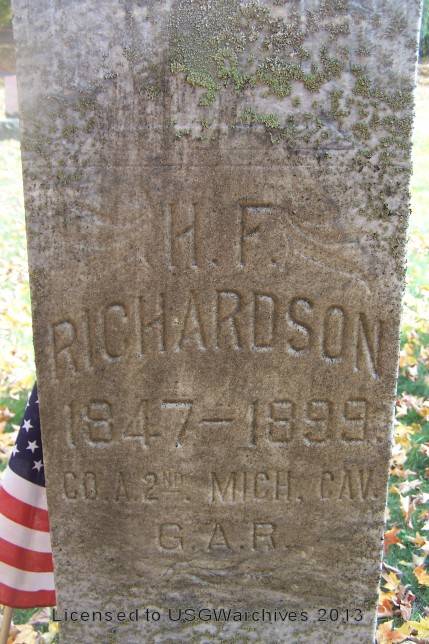 H. F.
RICHARDSON
1847–1899.
CO. A. 2ND. MICH. CAV.
G.A.R.
Licensed to USGWarchives 2013